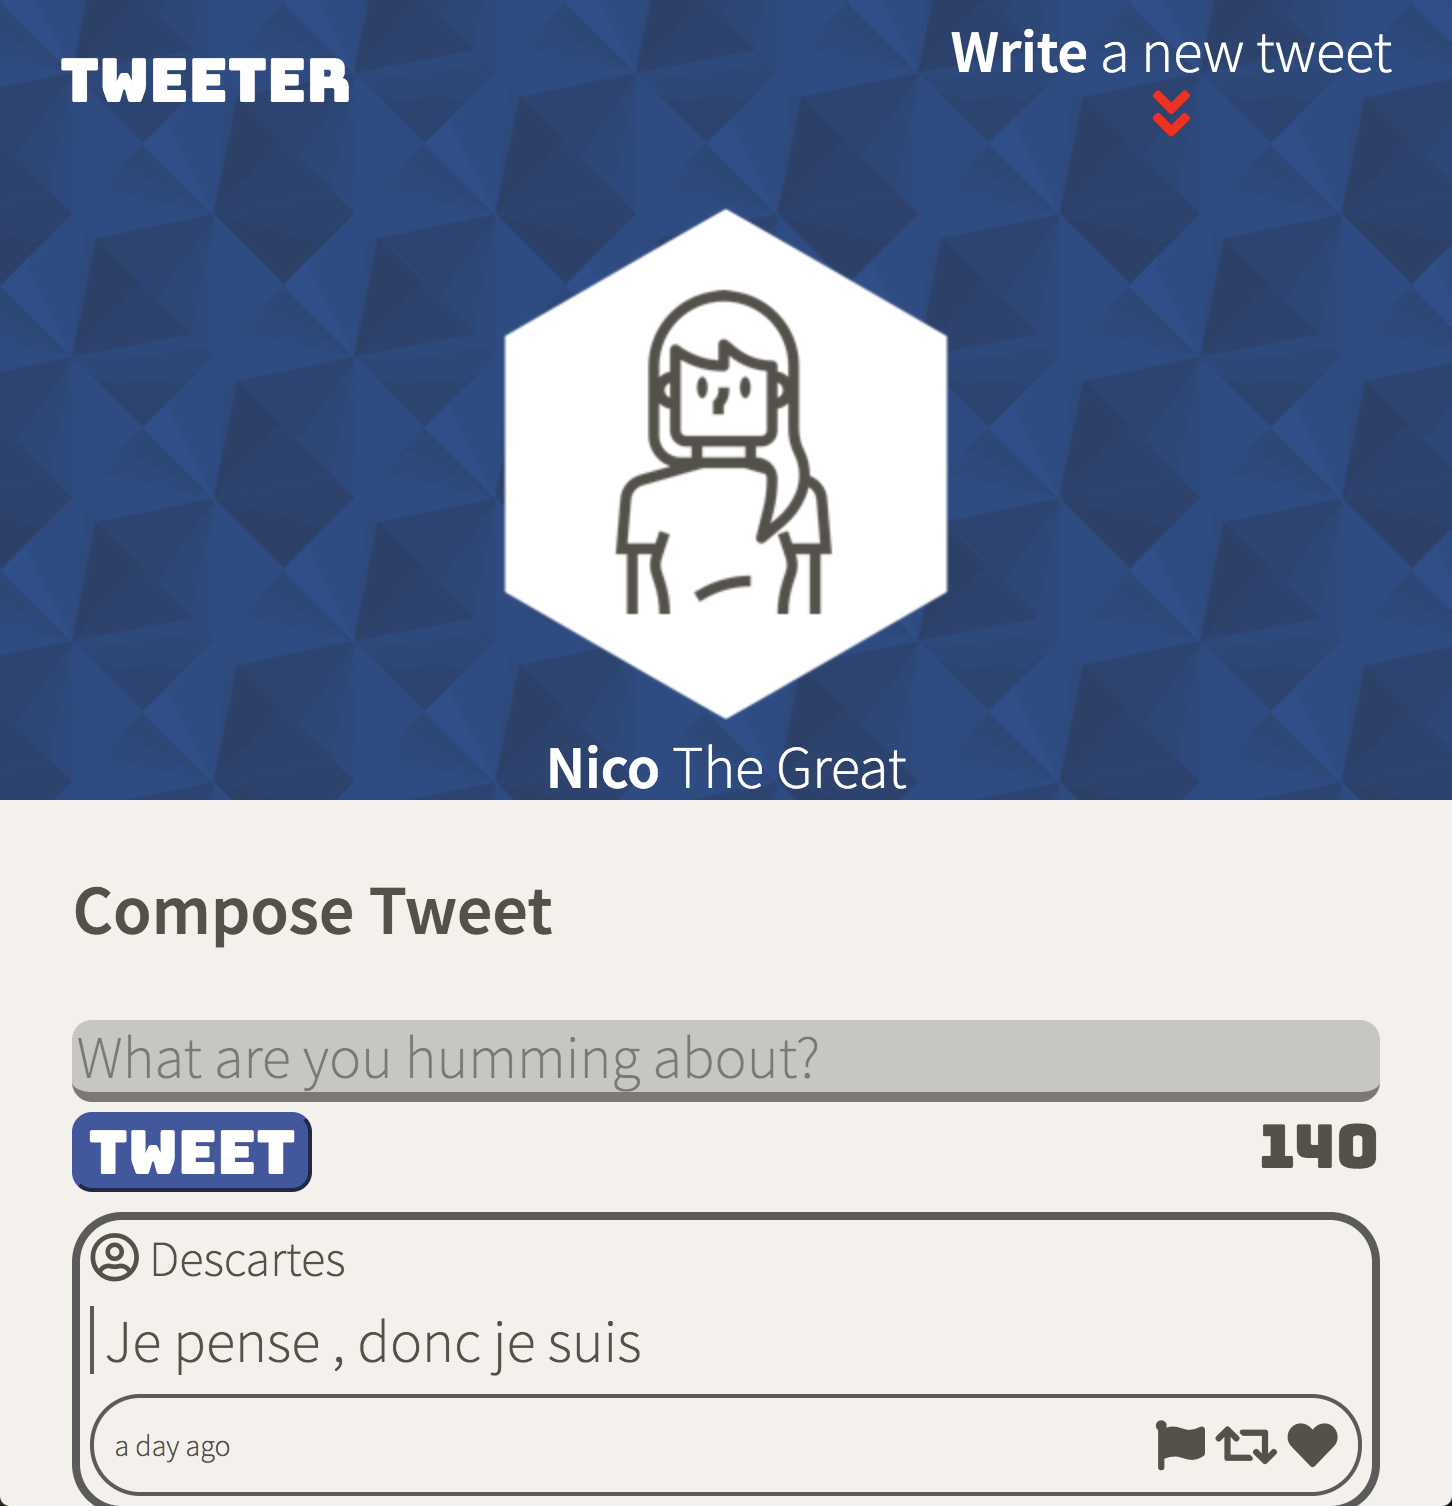 TWEETER
Write a new tweet
Nico The Great
Compose Tweet
What are you humming about?
TWEET
140
Descartes
Je pense , donc je suis
a day ago